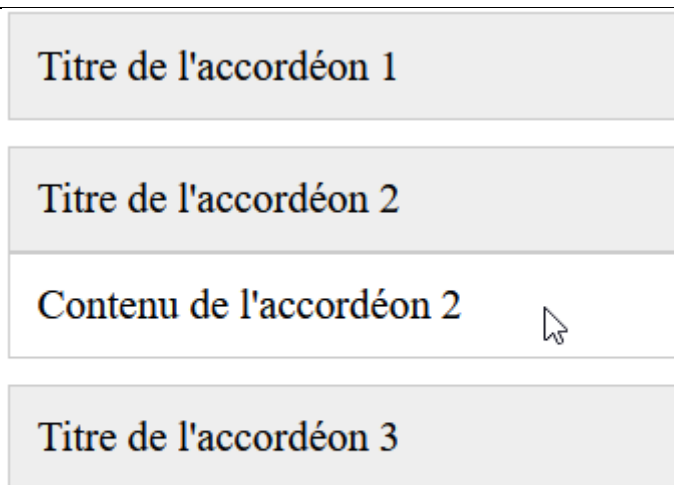 Titre de l'accordéon 1
Titre de l'accordéon 2
Contenu de l'accordéon 2
Titre de l'accordéon 3